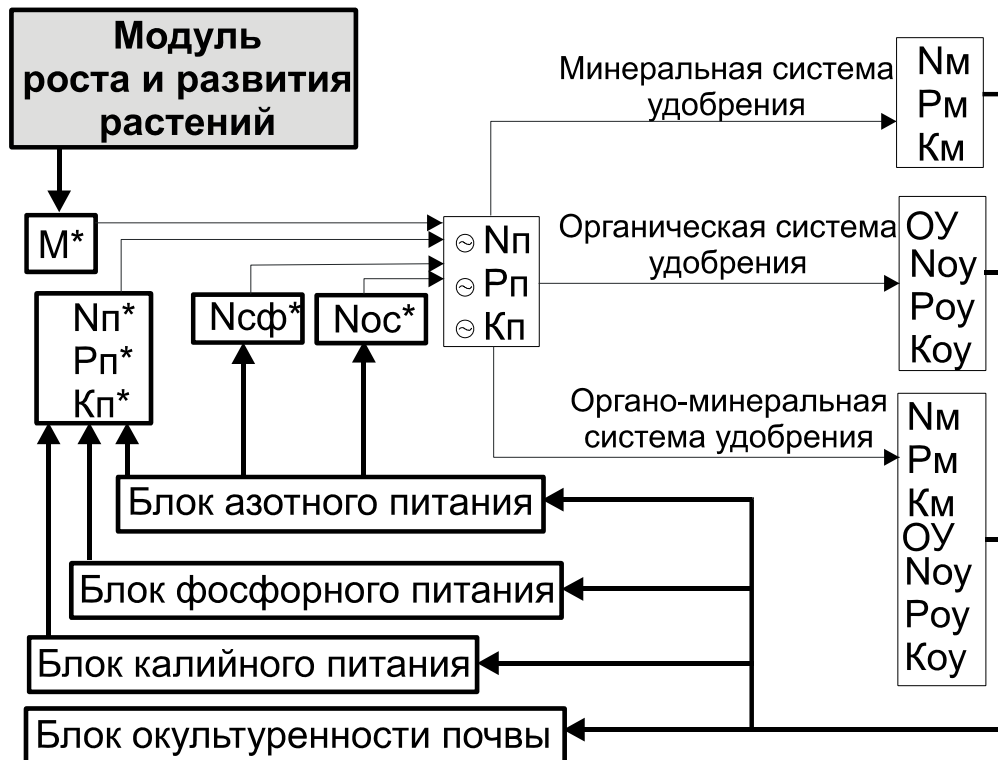 Модуль
роста и развития
растений
М*
Nп*
Рп*
Кп*
Nсф*
Nос*
≈ Nп
≈ Рп
≈ Кп
Минеральная система
удобрения
Nм
Рм
Км
Органическая система
удобрения
ОУ
Nоу
Роу
Коу
Органо-минеральная
система удобрения
Nм
Рм
Км
ОУ
Nоу
Роу
Коу
Блок азотного питания
Блок фосфорного питания
Блок калийного питания
Блок окультуренности почвы